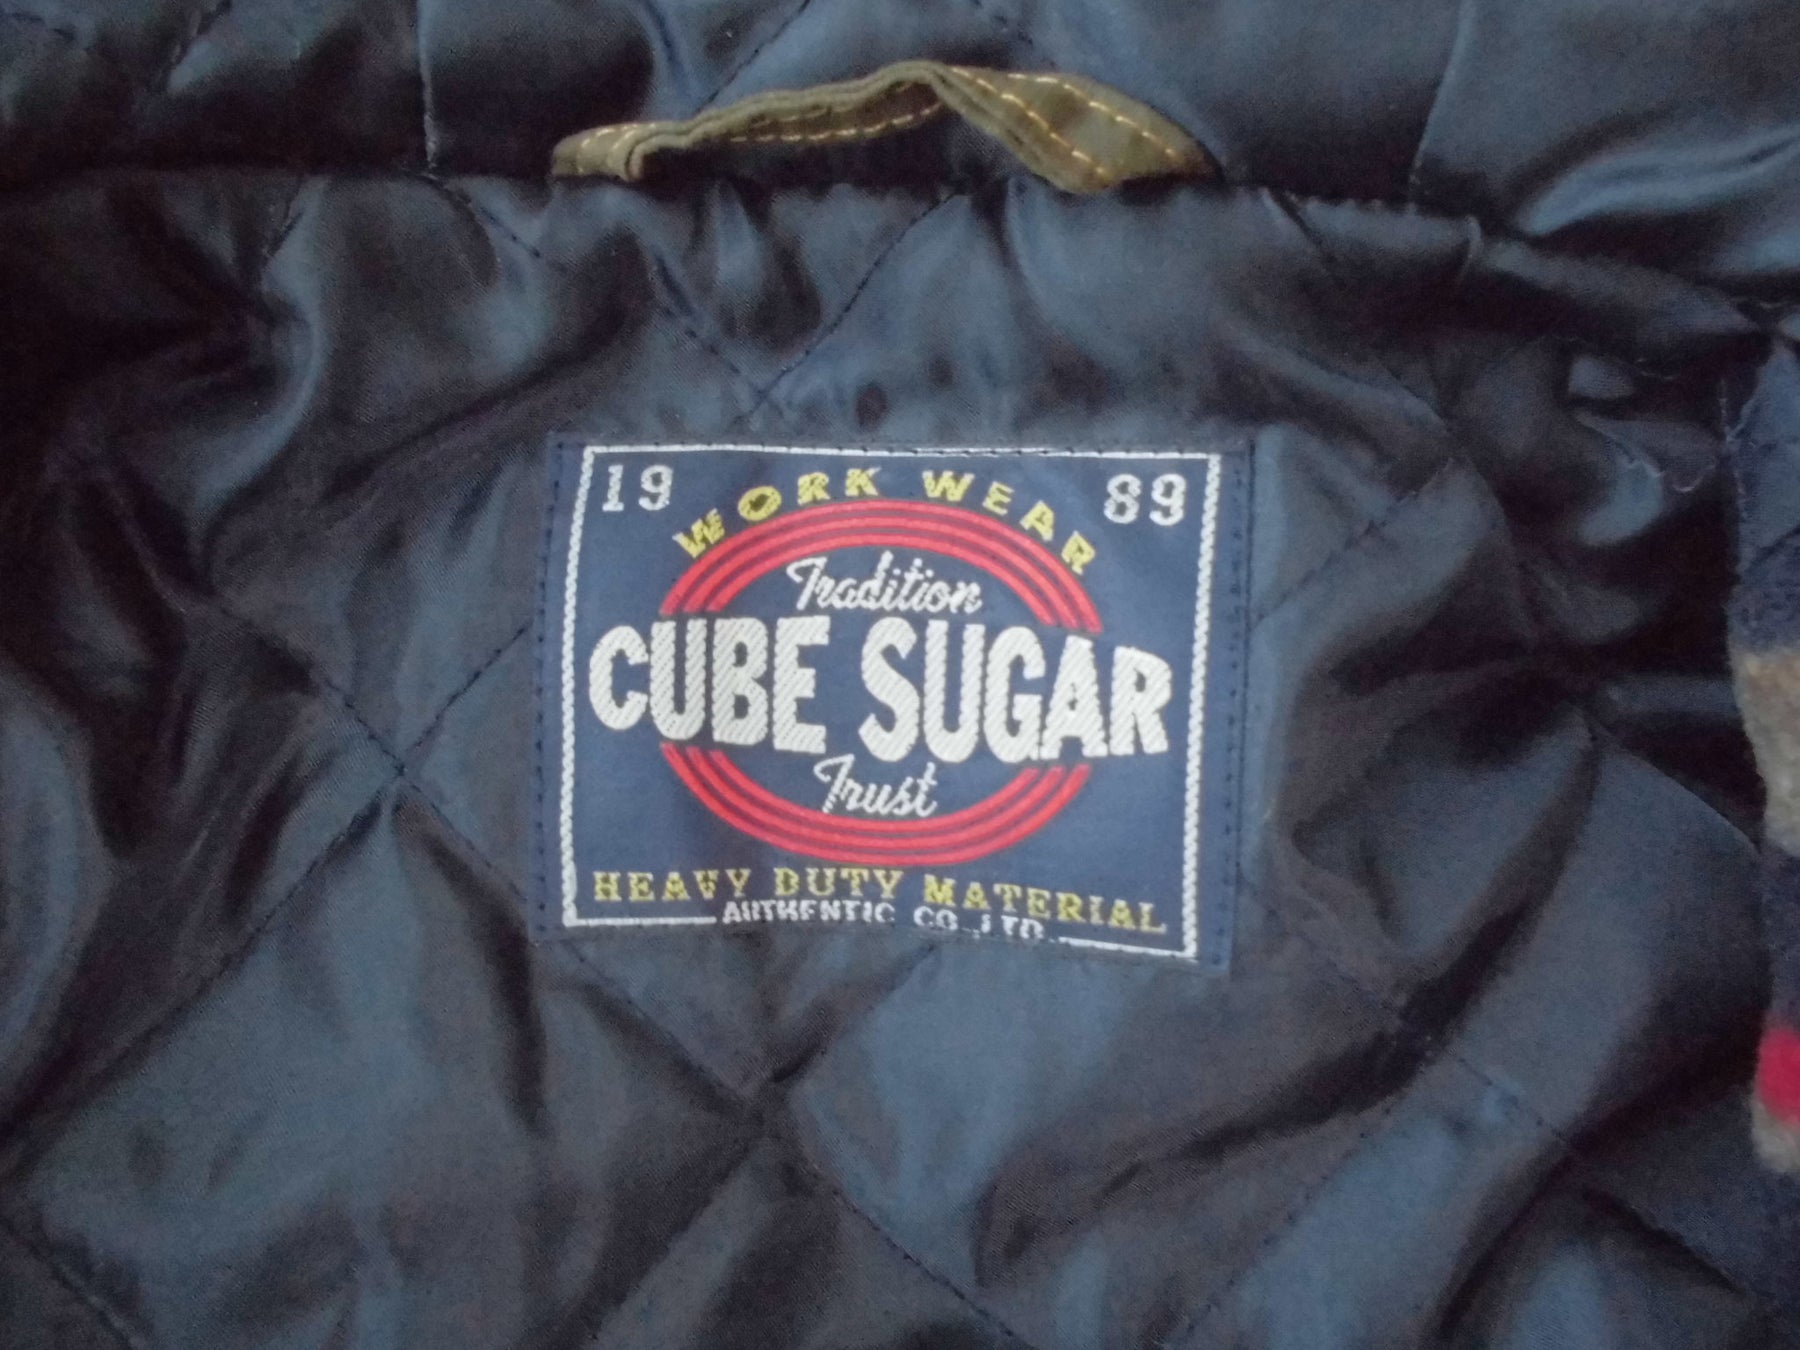 19 89
WORK WEAR
Tradition
CUBE SUGAR
Trust
HEAVY DUTY MATERIAL
AUTHENTIC CO.,LTD.